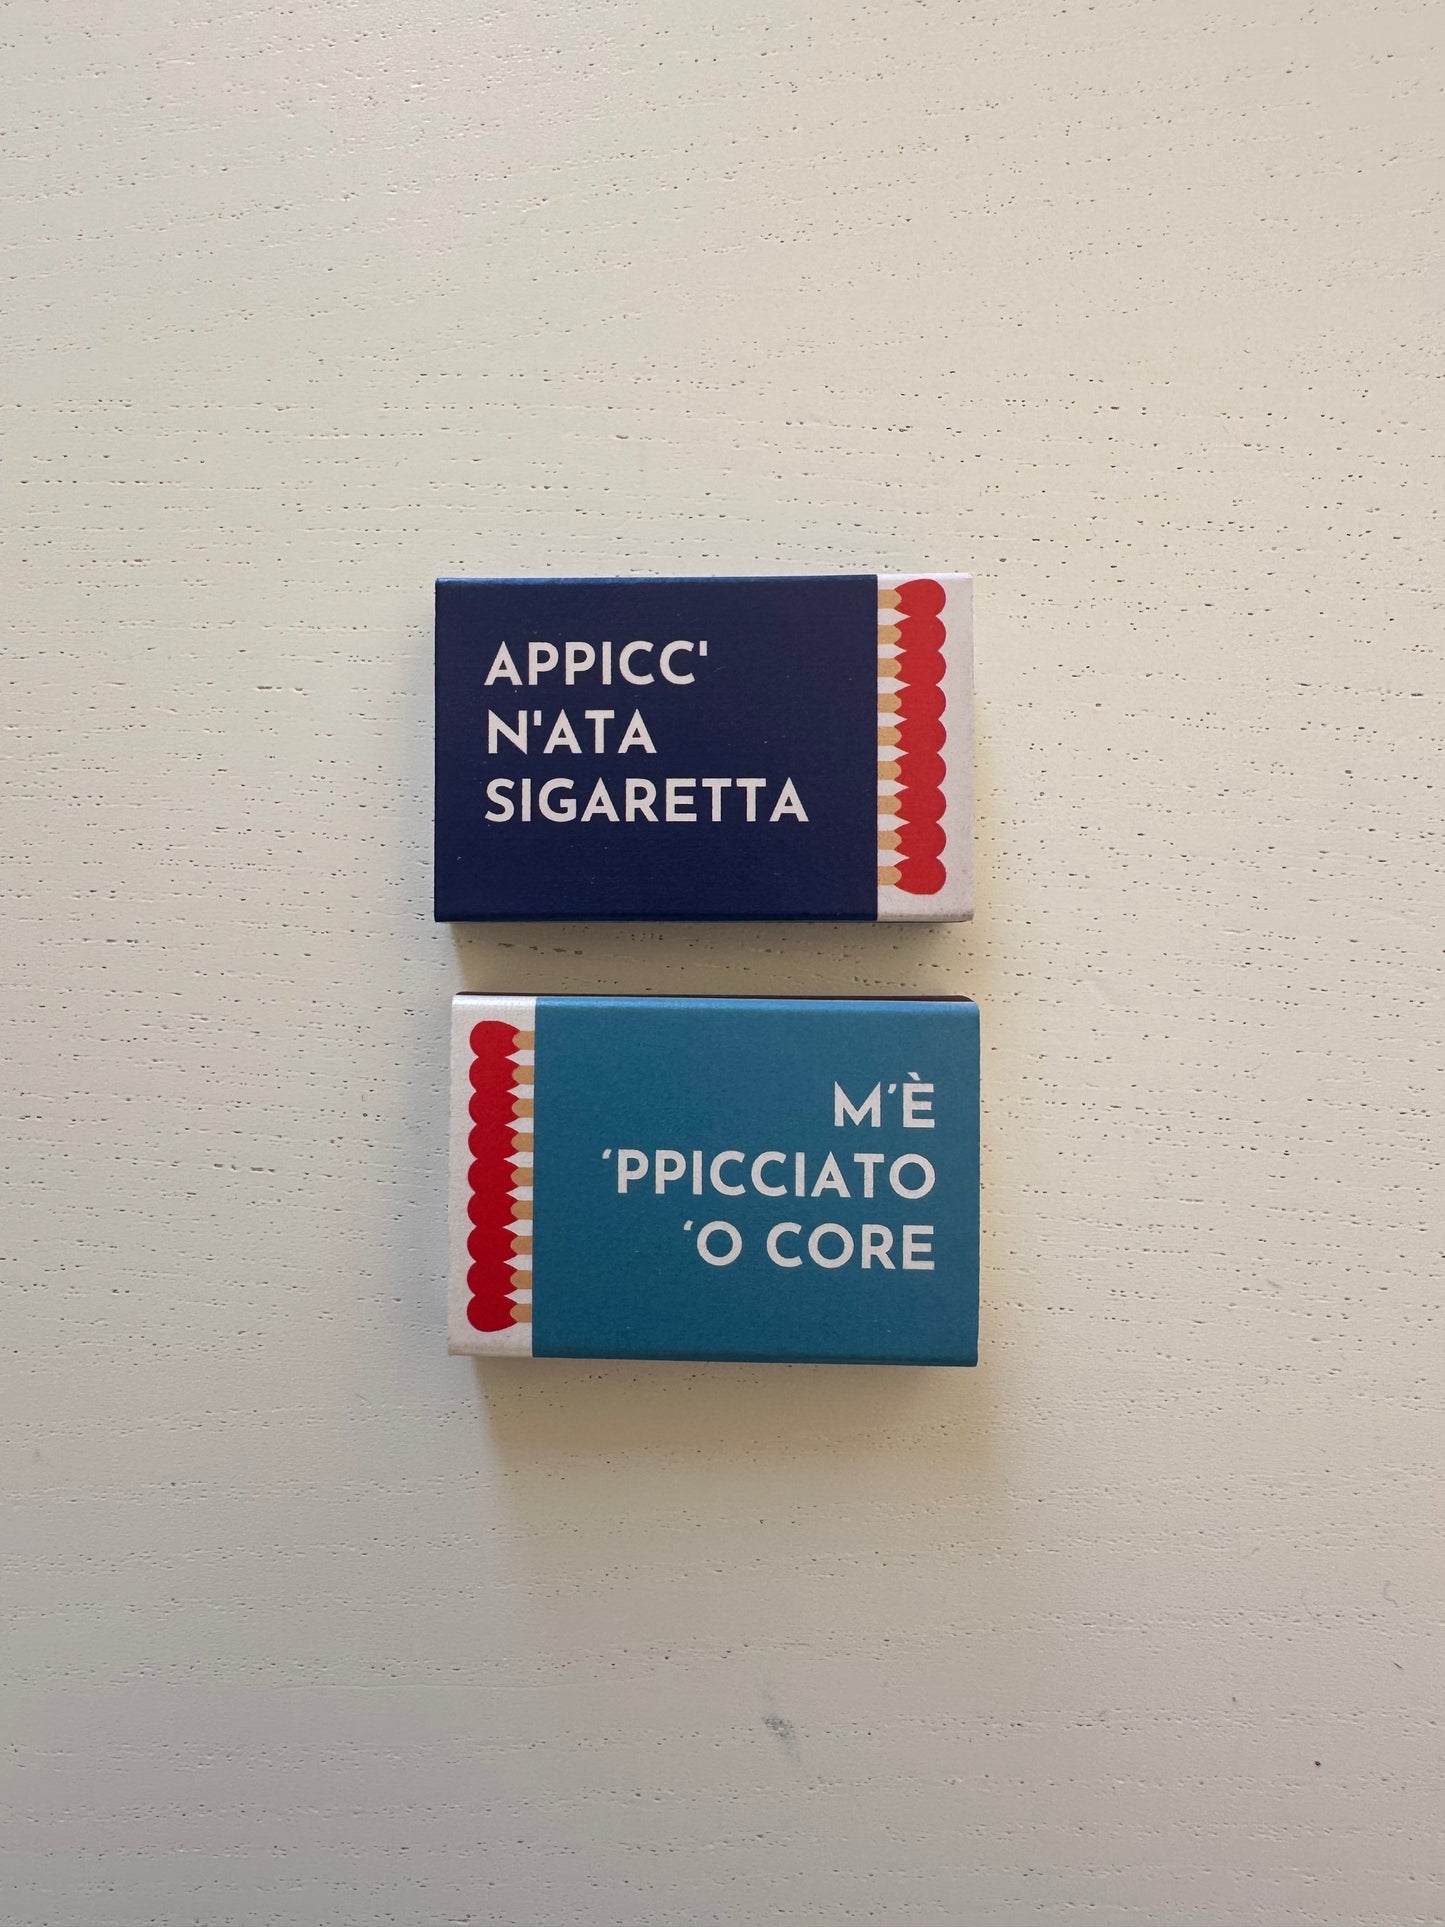 APPICC'
N'ATA
SIGARETTA
M'È
‘PPICCIATO
‘O CORE